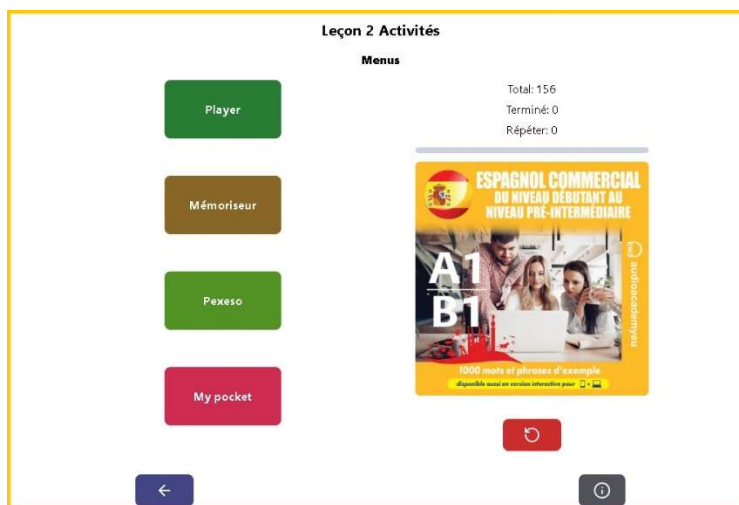 Leçon 2 Activités
Menus
Player
Mémoriseur
Pexeso
My pocket
Total: 156
Terminé: 0
Répéter: 0
ESPAGNOL COMMERCIAL
DU NIVEAU DÉBUTANT AU
NIVEAU PRÉ-INTERMÉDIAIRE
A1
B1
audioacademyeu
1000 mots et phrases d'exemple
disponible aussi en version interactive pour